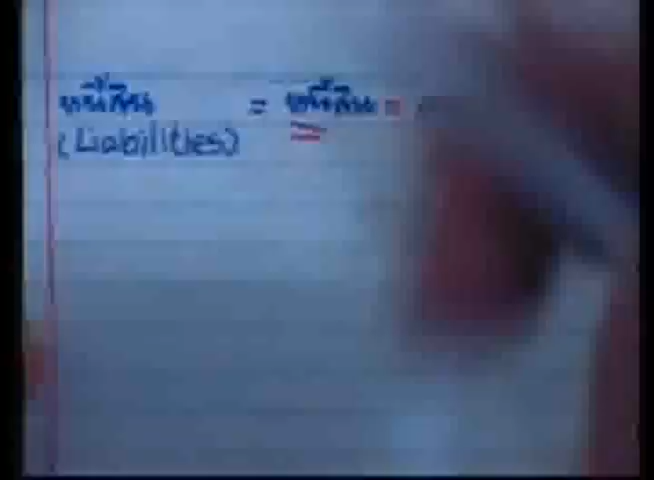 หนี้สิน = หนี้สิน =
(Liabilities)